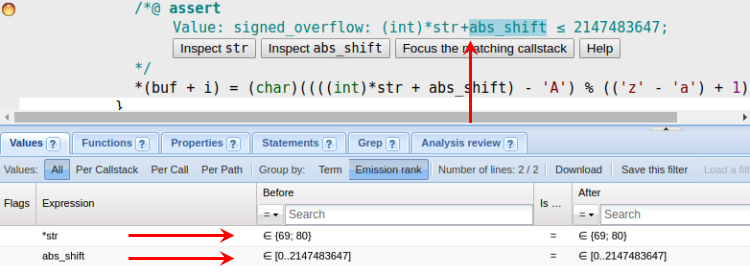 /*@ assert
Value: signed_overflow: (int)*str+abs_shift ≤ 2147483647;
Inspect str Inspect abs_shift Focus the matching callstack Help
*/
*(buf + i) = (char)((((int)*str + abs_shift) - 'A') % (('z' - 'a') + 1)
}
Values ? Functions ? Properties ? Statements ? Grep ? Analysis review ?
Values: All Per Callstack Per Call Per Path Group by: Term Emission rank Number of lines: 2 / 2 Download Save this filter Load a filt
Flags Expression Before Is ... After
= Search = Search
*str ∈ {69; 80} = ∈ {69; 80}
abs_shift ∈ [0..2147483647] = ∈ [0..2147483647]